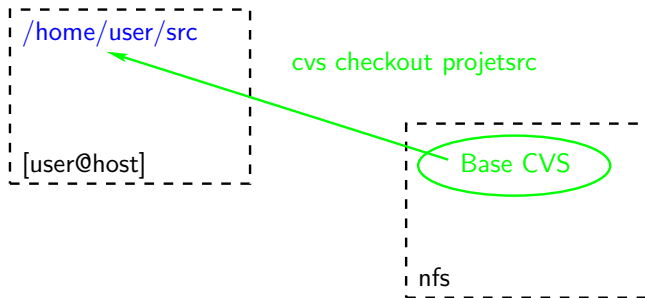 /home/user/src
cvs checkout projetsrc
[user@host]
Base CVS
nfs